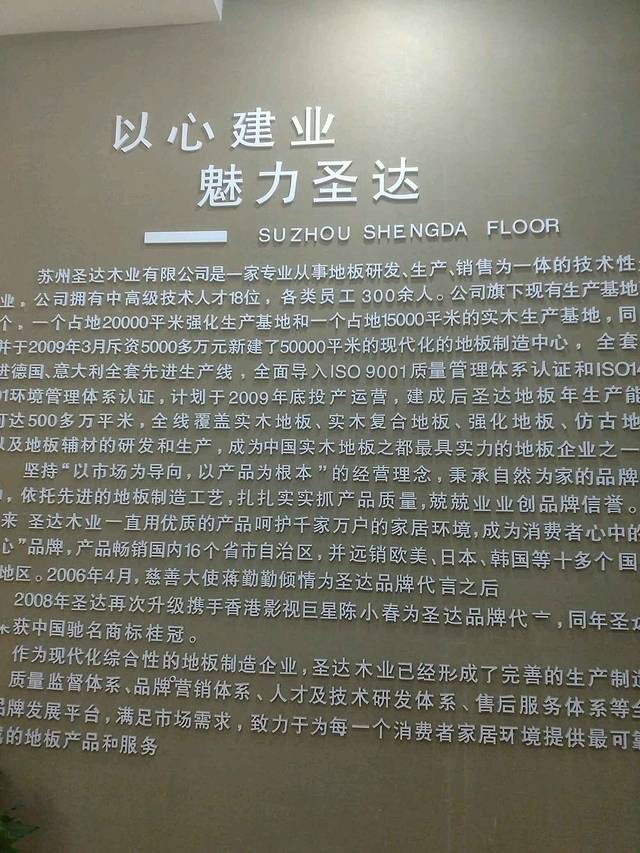 以心建业
魅力圣达
SUZHOU SHENGDA FLOOR
苏州圣达木业有限公司是一家专业从事地板研发、生产、销售为一体的技术性
业。公司拥有中高级技术人才18位，各类员工300余人。公司旗下现有生产基地
个。一个占地20000平米强化生产基地和一个占地15000平米的实木生产基地，同
并于2009年3月斥资5000多万元新建了50000平米的现代化的地板制造中心，全套
进德国、意大利全套先进生产线，全面导入ISO 9001质量管理体系认证和ISO14
01环境管理体系认证，计划于2009年底投产运营，建成后圣达地板年生产能
可达500多万平米，全线覆盖实木地板、实木复合地板、强化地板、仿古地
以及地板辅材的研发和生产，成为中国实木地板之都最具实力的地板企业之一
坚持“以市场为导向，以产品为根本”的经营理念，秉承自然为家的品牌
，依托先进的地板制造工艺，扎扎实实抓产品质量，兢兢业业创品牌信誉。
来 圣达木业一直用优质的产品呵护千家万户的家居环境，成为消费者心中的
心”品牌，产品畅销国内16个省市自治区，并远销欧美、日本、韩国等十多个国
地区。2006年4月，慈善大使蒋勤勤倾情为圣达品牌代言之后
2008年圣达再次升级携手香港影视巨星陈小春为圣达品牌代言，同年圣达
荣获中国驰名商标桂冠。
作为现代化综合性的地板制造企业，圣达木业已经形成了完善的生产制造
质量监督体系、品牌营销体系、人才及技术研发体系、售后服务体系等
品牌发展平台，满足市场需求，致力于为每一个消费者家居环境提供最可靠
的地板产品和服务